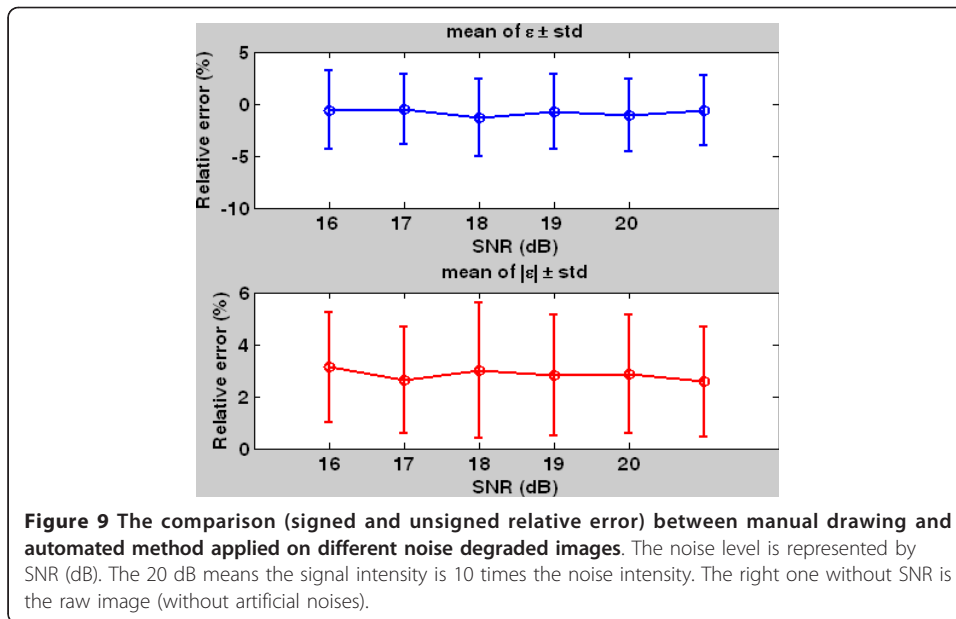 mean of ε ± std
Relative error (%)
5
0
-5
-10
16 17 18 19 20
SNR (dB)
mean of |ε| ± std
Relative error (%)
6
4
2
0
16 17 18 19 20
SNR (dB)
Figure 9 The comparison (signed and unsigned relative error) between manual drawing and
automated method applied on different noise degraded images. The noise level is represented by
SNR (dB). The 20 dB means the signal intensity is 10 times the noise intensity. The right one without SNR is
the raw image (without artificial noises).